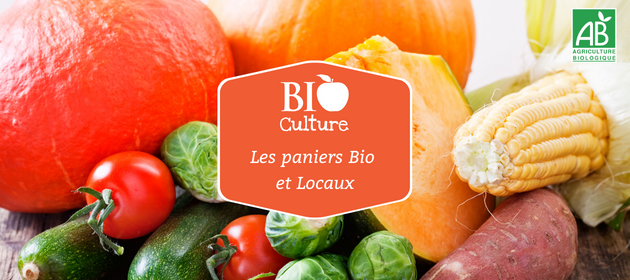 BIO
Culture
Les paniers Bio
et Locaux
AB
AGRICULTURE
BIOLOGIQUE